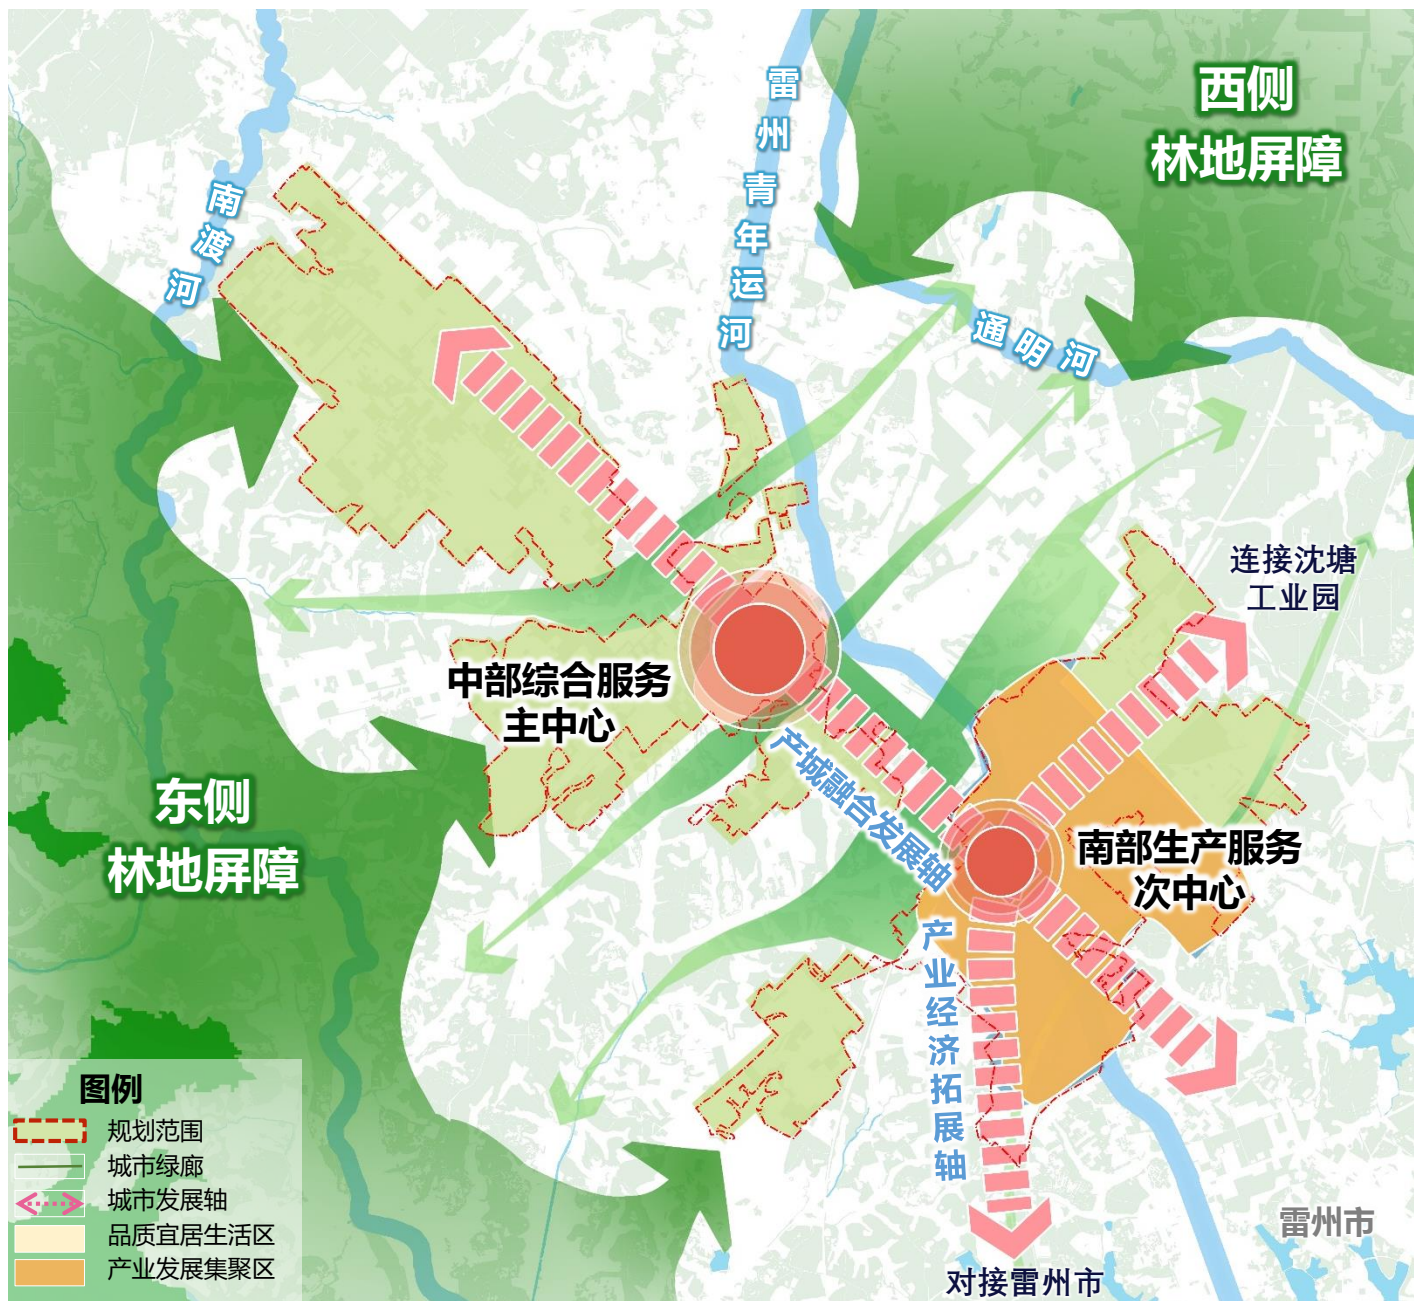 西侧
林地屏障
雷州青年运河
南渡河
通明河
连接沈塘
工业园
中部综合服务
主中心
产城融合发展轴
东侧
林地屏障
南部生产服务
次中心
产业经济拓展轴
图例
规划范围
城市绿廊
城市发展轴
品质宜居生活区
产业发展集聚区
雷州市
对接雷州市